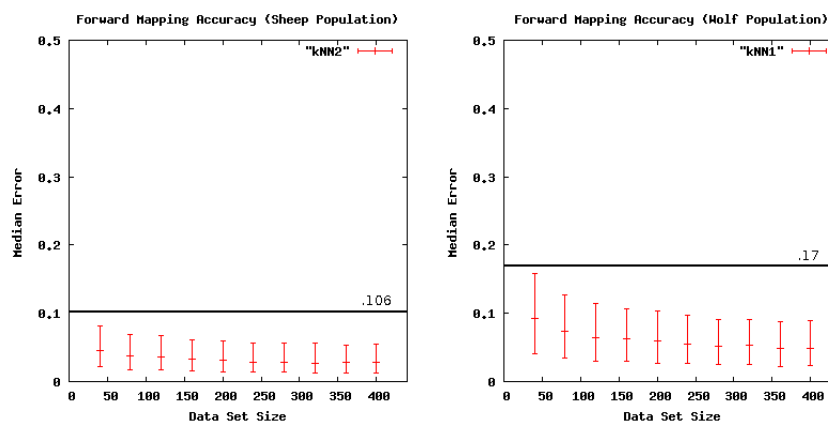 Forward Mapping Accuracy (Sheep Population)
0.5
"kNN2"
0.4
0.3
Median Error
0.2
.106
0.1
0
0 50 100 150 200 250 300 350 400
Data Set Size
Forward Mapping Accuracy (Wolf Population)
0.5
"kNN1"
0.4
0.3
Median Error
0.2
.17
0.1
0
0 50 100 150 200 250 300 350 400
Data Set Size